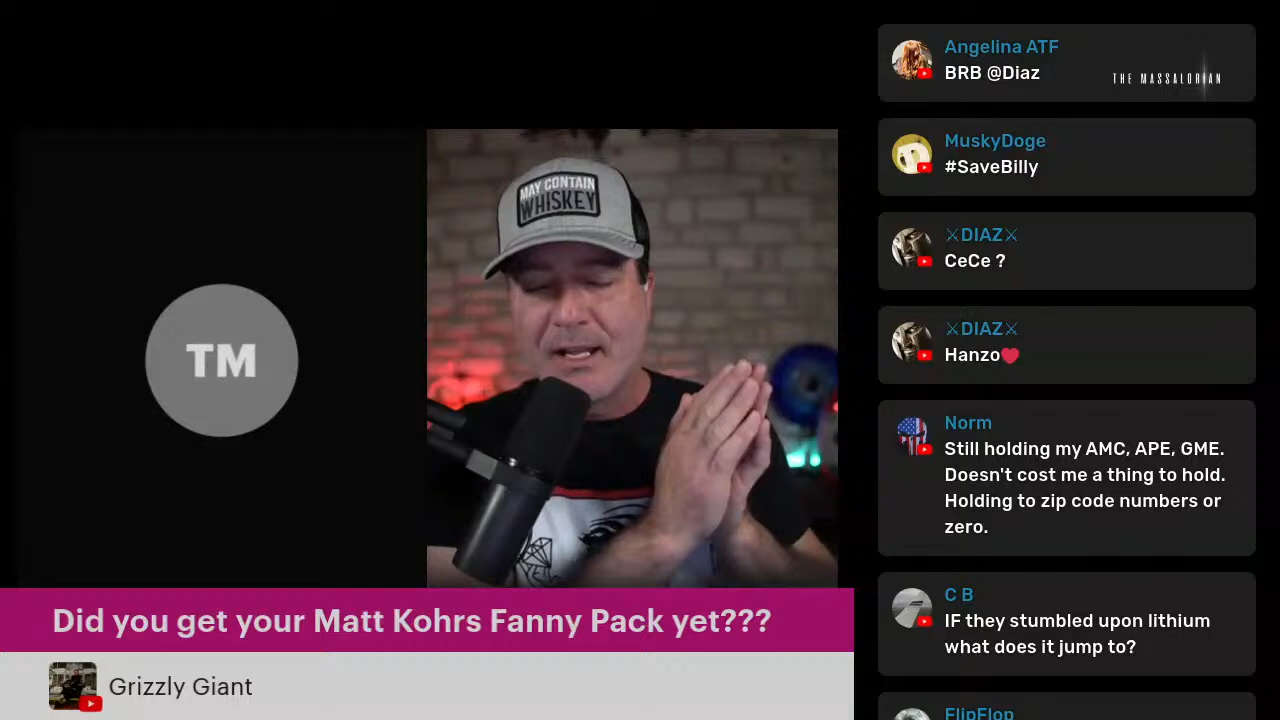 TM
MAY CONTAIN
WHISKEY
Did you get your Matt Kohrs Fanny Pack yet???
Grizzly Giant
Angelina ATF
BRB @Diaz
THE MASSALORIAN
MuskyDoge
#SaveBilly
⚔DIAZ⚔
CeCe ?
⚔DIAZ⚔
Hanzo❤️
Norm
Still holding my AMC, APE, GME.
Doesn't cost me a thing to hold.
Holding to zip code numbers or
zero.
C B
IF they stumbled upon lithium
what does it jump to?
FlipFlop